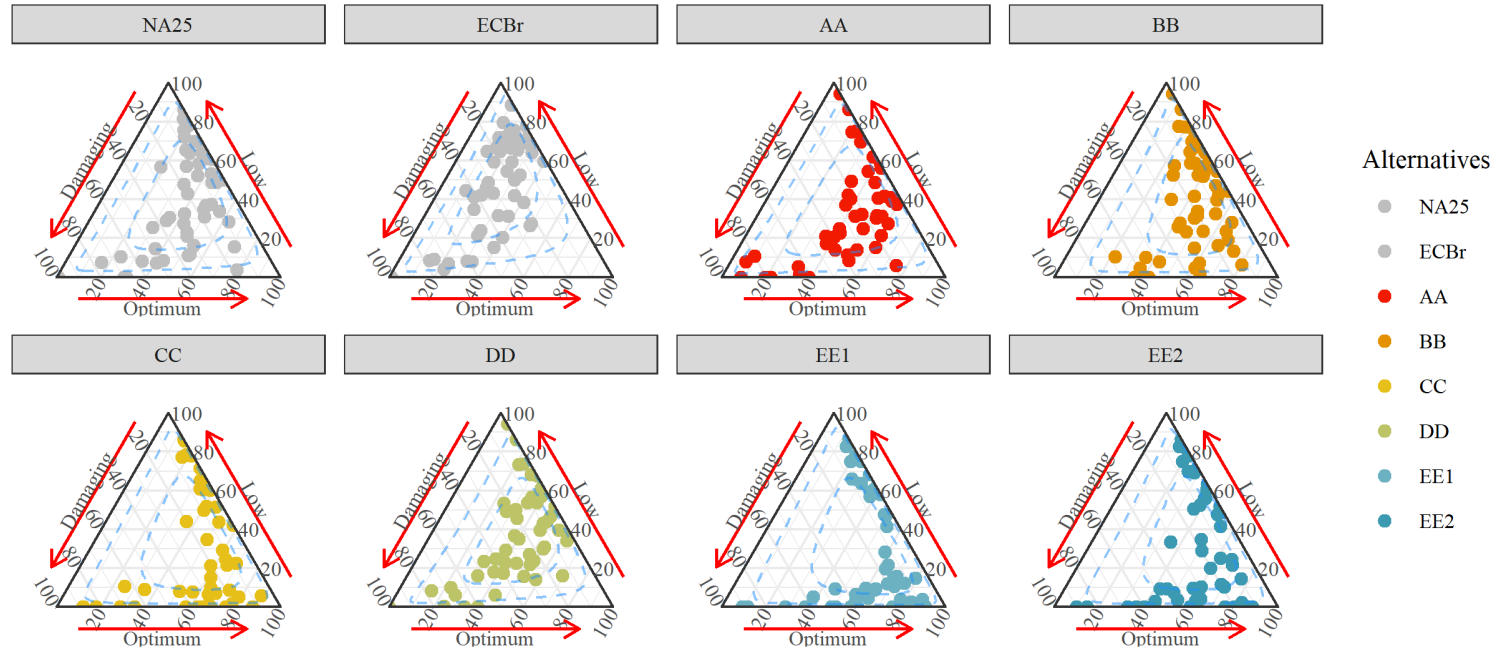 NA25 ECBr AA BB
100 100 100 100
20 80 20 80 20 80 20 80
40 60 40 60 40 60 40 60
Damaging Low Damaging Low Damaging Low Damaging Low
60 40 60 40 60 40 60 40
80 20 80 20 80 20 80 20
100 100 100 100
20 40 60 80 100 20 40 60 80 100 20 40 60 80 100 20 40 60 80 100
Optimum Optimum Optimum Optimum
CC DD EE1 EE2
100 100 100 100
20 80 20 80 20 80 20 80
40 60 40 60 40 60 40 60
Damaging Low Damaging Low Damaging Low Damaging Low
60 40 60 40 60 40 60 40
80 20 80 20 80 20 80 20
100 100 100 100
20 40 60 80 100 20 40 60 80 100 20 40 60 80 100 20 40 60 80 100
Optimum Optimum Optimum Optimum
Alternatives
NA25
ECBr
AA
BB
CC
DD
EE1
EE2